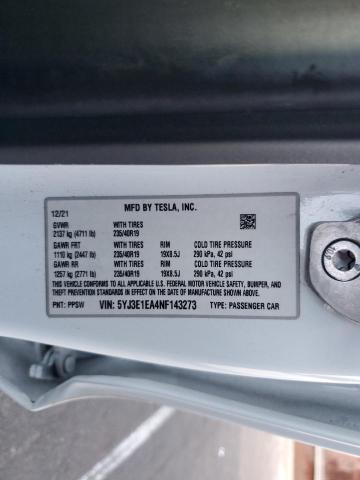 12/21 MFD BY TESLA, INC.
GVWR WITH TIRES
2137 kg (4711 lb) 235/40R19
GAWR FRT WITH TIRES RIM COLD TIRE PRESSURE
1110 kg (2447 lb) 235/40R19 19X8.5J 290 kPa, 42 psi
GAWR RR WITH TIRES RIM COLD TIRE PRESSURE
1257 kg (2771 lb) 235/40R19 19X8.5J 290 kPa, 42 psi
THIS VEHICLE CONFORMS TO ALL APPLICABLE FEDERAL MOTOR VEHICLE SAFETY, BUMPER, AND
THEFT PREVENTION STANDARDS IN EFFECT ON THE DATE OF MANUFACTURE SHOWN ABOVE.
PNT: PPSW VIN: 5YJ3E1EA4NF143273 TYPE: PASSENGER CAR